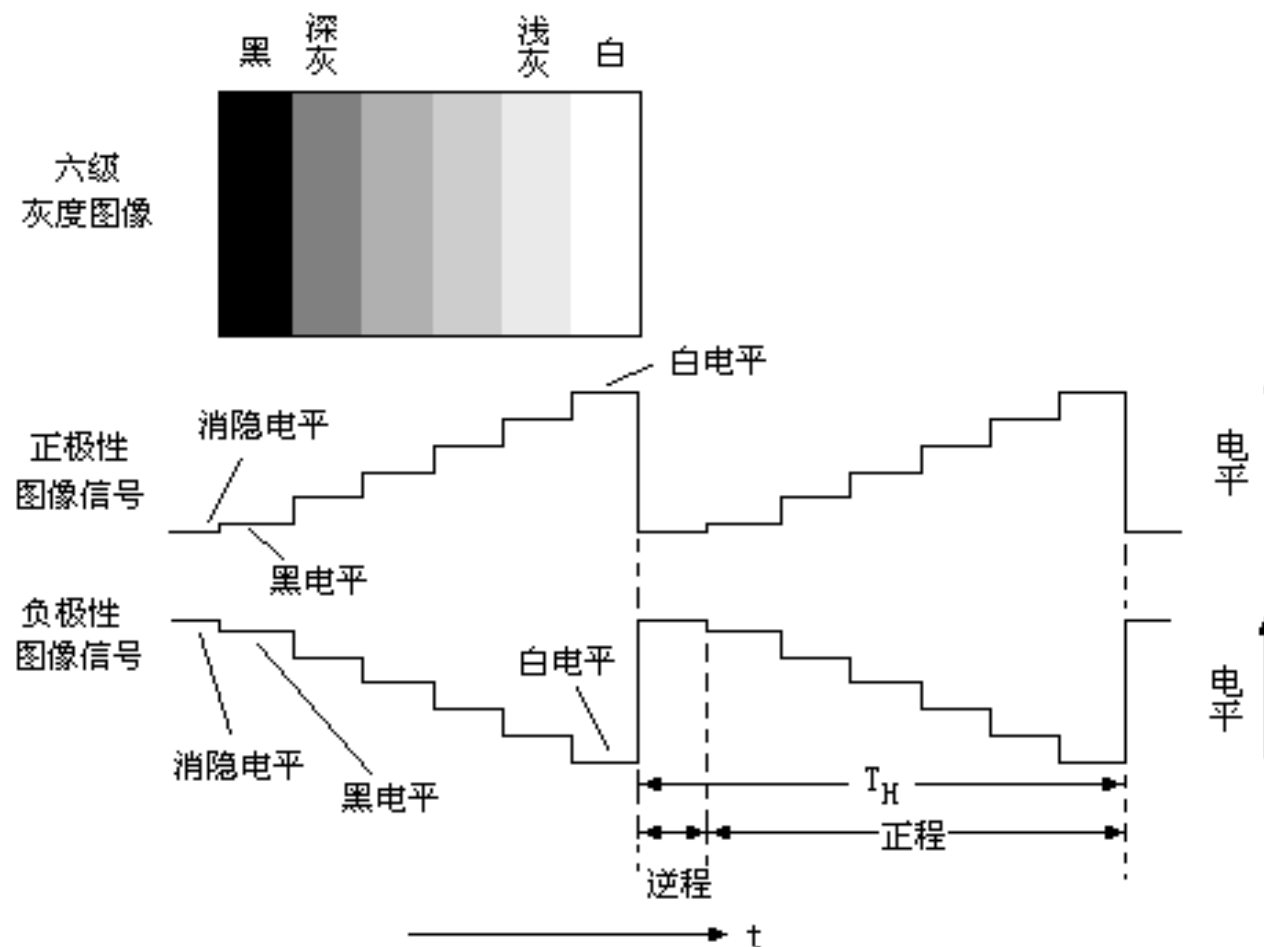 黑
深灰
浅灰
白
六级
灰度图像
白电平
消隐电平
正极性
图像信号
电平
黑电平
负极性
图像信号
白电平
电平
消隐电平
黑电平
T_H
正程
逆程
t